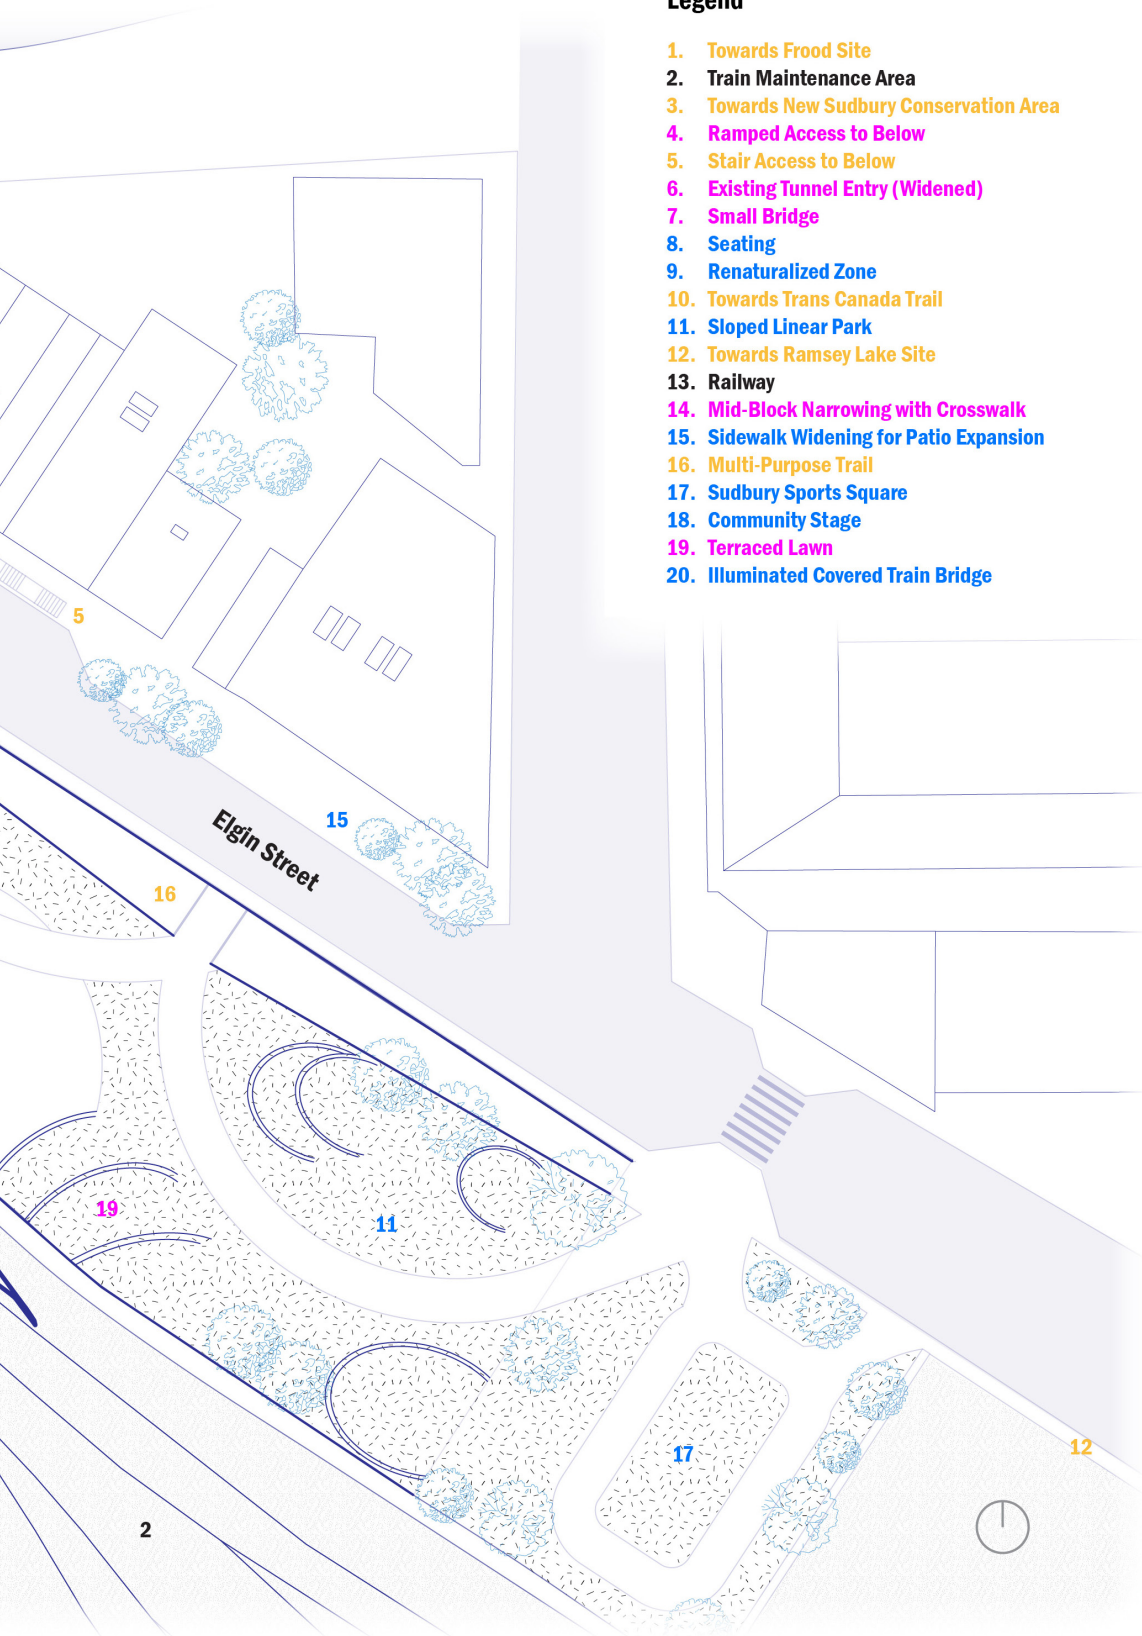 Legend
1. Towards Frood Site
2. Train Maintenance Area
3. Towards New Sudbury Conservation Area
4. Ramped Access to Below
5. Stair Access to Below
6. Existing Tunnel Entry (Widened)
7. Small Bridge
8. Seating
9. Renaturalized Zone
10. Towards Trans Canada Trail
11. Sloped Linear Park
12. Towards Ramsey Lake Site
13. Railway
14. Mid-Block Narrowing with Crosswalk
15. Sidewalk Widening for Patio Expansion
16. Multi-Purpose Trail
17. Sudbury Sports Square
18. Community Stage
19. Terraced Lawn
20. Illuminated Covered Train Bridge
5
15
Elgin Street
16
19
11
17
12
2